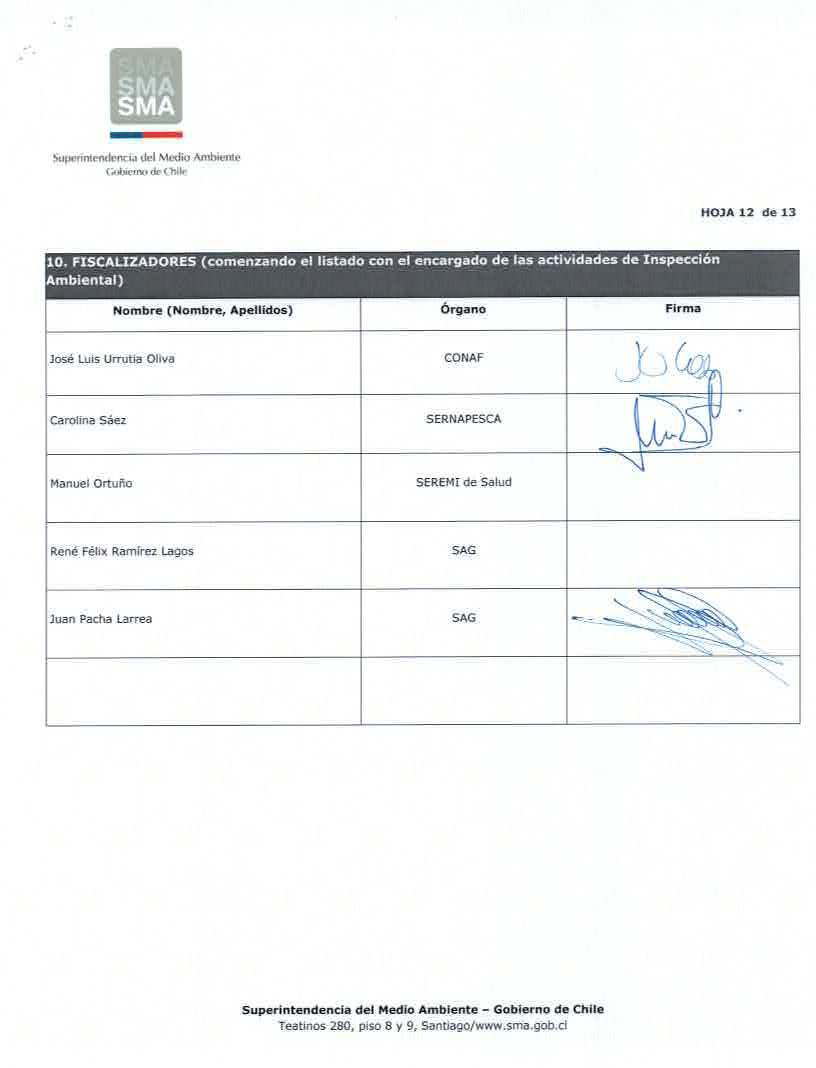 SMA
SMA
SMA
Superintendencia del Medio Ambiente
Gobierno de Chile
HOJA 12 de 13
10. FISCALIZADORES (comenzando el listado con el encargado de las actividades de Inspección
Ambiental)
Nombre (Nombre, Apellidos) Órgano Firma
José Luis Urrutia Oliva CONAF
Carolina Sáez SERNAPESCA
Manuel Ortuño SEREMI de Salud
René Félix Ramírez Lagos SAG
Juan Pacha Larrea SAG
Superintendencia del Medio Ambiente – Gobierno de Chile
Teatinos 280, piso 8 y 9, Santiago/www.sma.gob.cl